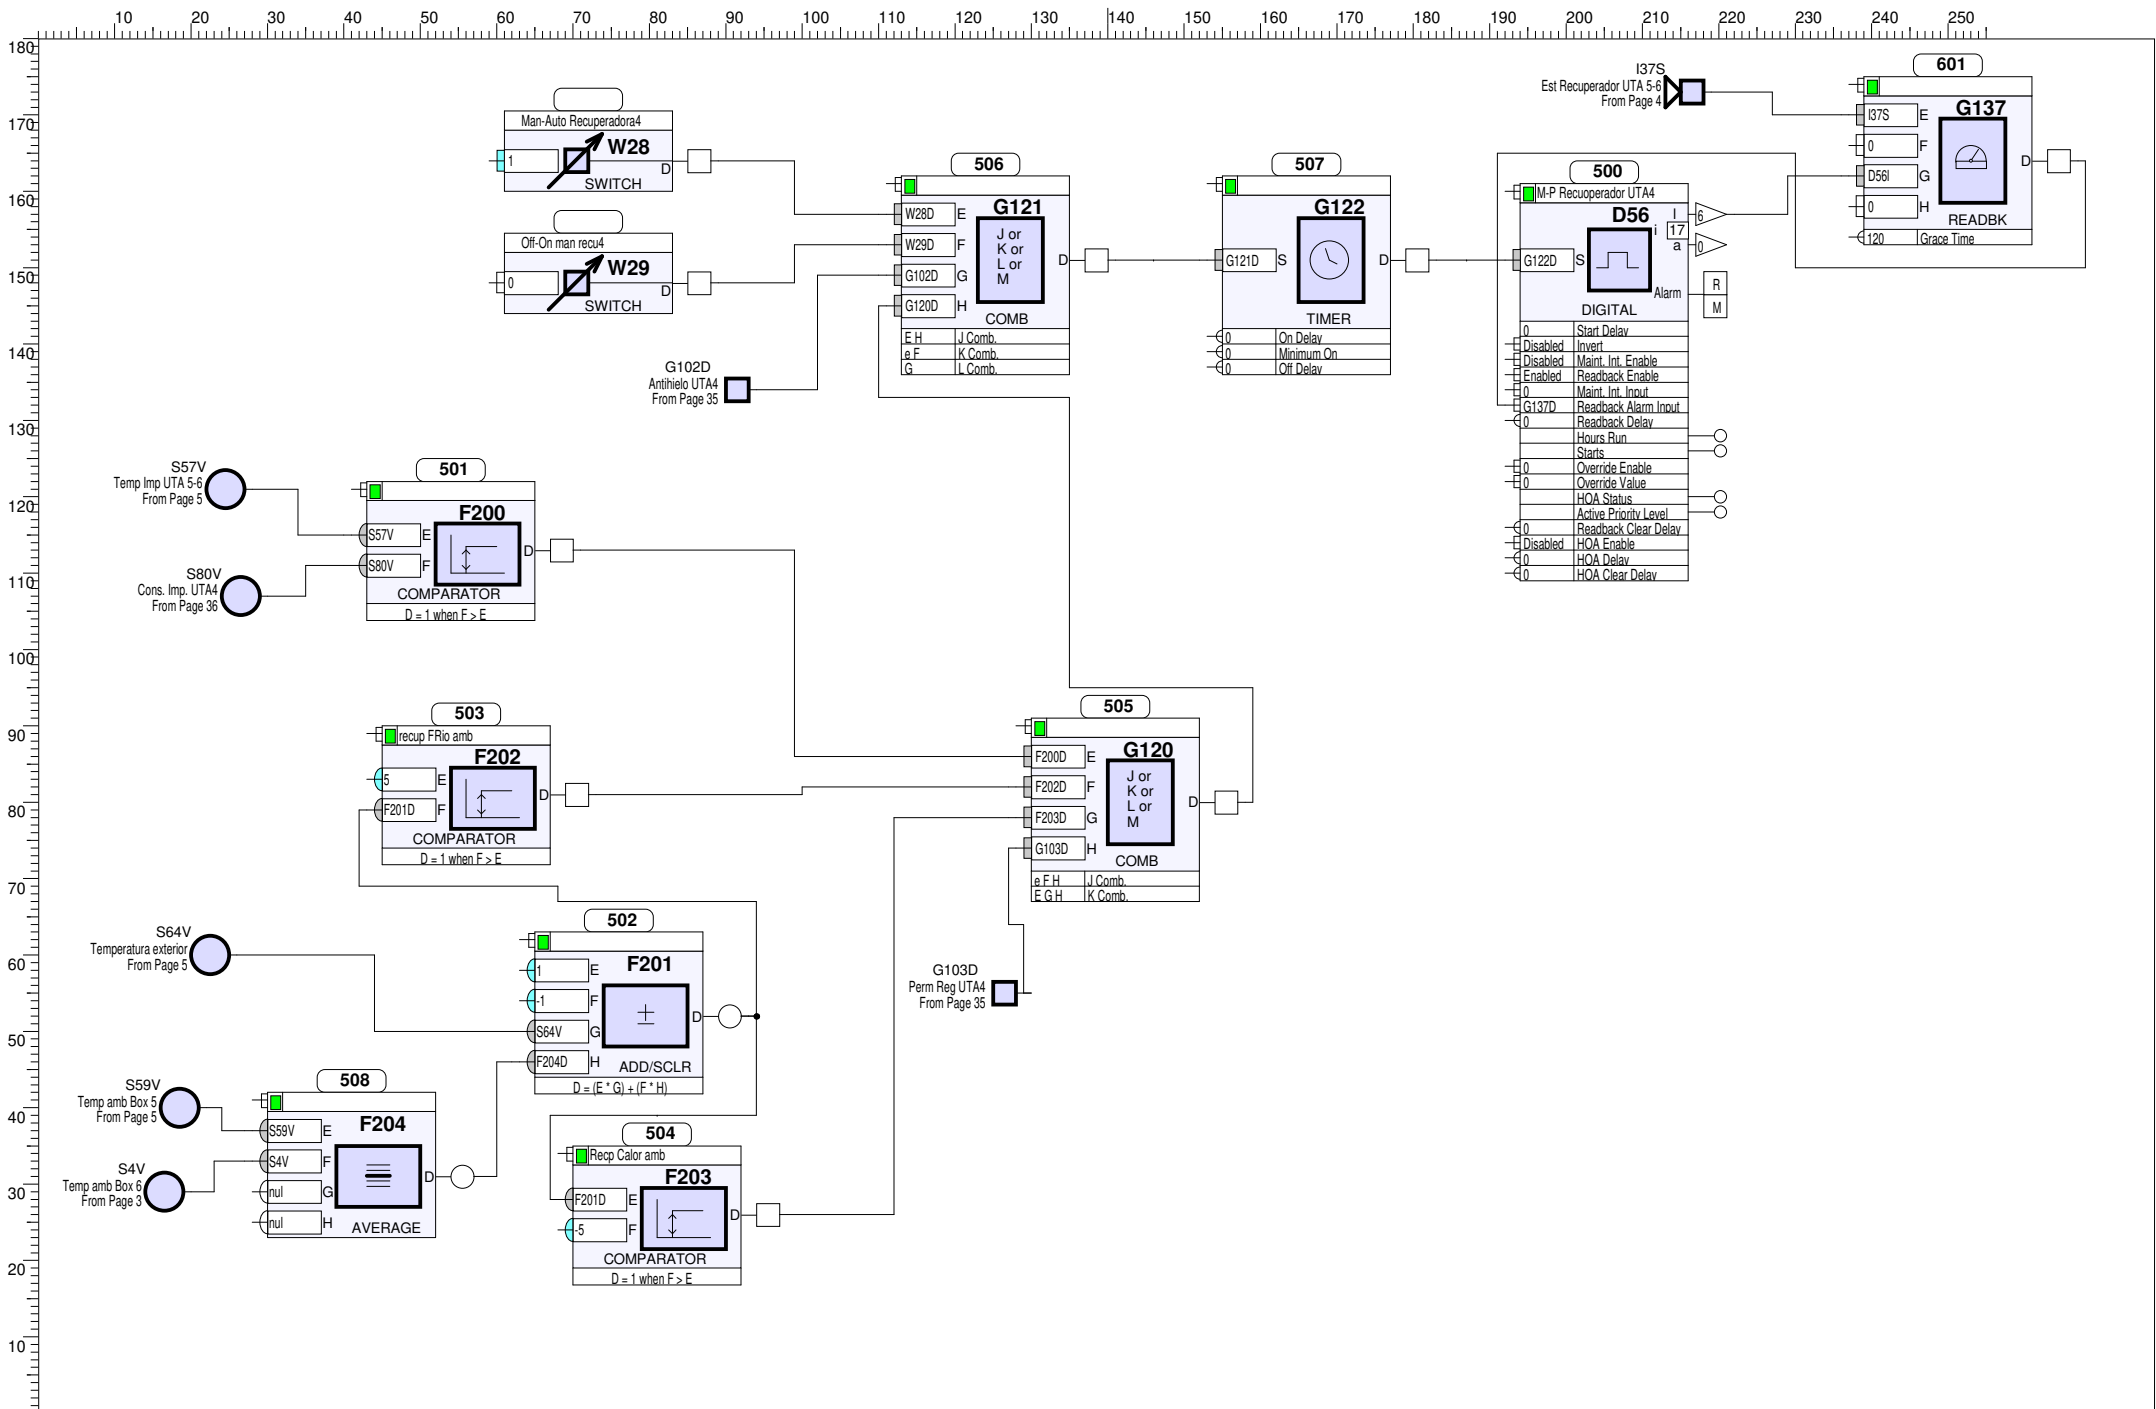 10 20 30 40 50 60 70 80 90 100 110 120 130 140 150 160 170 180 190 200 210 220 230 240 250
180
170
160
150
140
130
120
110
100
90
80
70
60
50
40
30
20
10
Man-Auto Recuperadora4
W28
1
D
SWITCH
Off-On man recu4
W29
0
D
SWITCH
G102D
Antihielo UTA4
From Page 35
506
G121
W28D E
W29D F
G102D G
G120D H
J or
K or
L or
M
D
COMB
E H J Comb.
e F K Comb.
G L Comb.
507
G122
G121D S
D
TIMER
0 On Delay
0 Minimum On
0 Off Delay
500
M-P Recuoperador UTA4
D56
G122D S
I 6
i 17
a 0
Alarm
R
M
DIGITAL
0 Start Delay
Disabled Invert
Disabled Maint. Int. Enable
Enabled Readback Enable
0 Maint. Int. Input
G137D Readback Alarm Input
0 Readback Delay
Hours Run
Starts
0 Override Enable
0 Override Value
HOA Status
Active Priority Level
0 Readback Clear Delay
Disabled HOA Enable
0 HOA Delay
0 HOA Clear Delay
I37S
Est Recuperador UTA 5-6
From Page 4
601
G137
I37S E
0 F
D56I G
0 H
D
READBK
120 Grace Time
S57V
Temp Imp UTA 5-6
From Page 5
S80V
Cons. Imp. UTA4
From Page 36
501
F200
S57V E
S80V F
D
COMPARATOR
D = 1 when F > E
503
recup FRio amb
F202
5 E
F201D F
D
COMPARATOR
D = 1 when F > E
505
G120
F200D E
F202D F
F203D G
G103D H
J or
K or
L or
M
D
COMB
e F H J Comb.
E G H K Comb.
G103D
Perm Reg UTA4
From Page 35
S64V
Temperatura exterior
From Page 5
502
F201
1 E
-1 F
S64V G
F204D H
±
D
ADD/SCLR
D = (E * G) + (F * H)
S59V
Temp amb Box 5
From Page 5
S4V
Temp amb Box 6
From Page 3
508
F204
S59V E
S4V F
nul G
nul H
D
AVERAGE
504
Recp Calor amb
F203
F201D E
-5 F
D
COMPARATOR
D = 1 when F > E